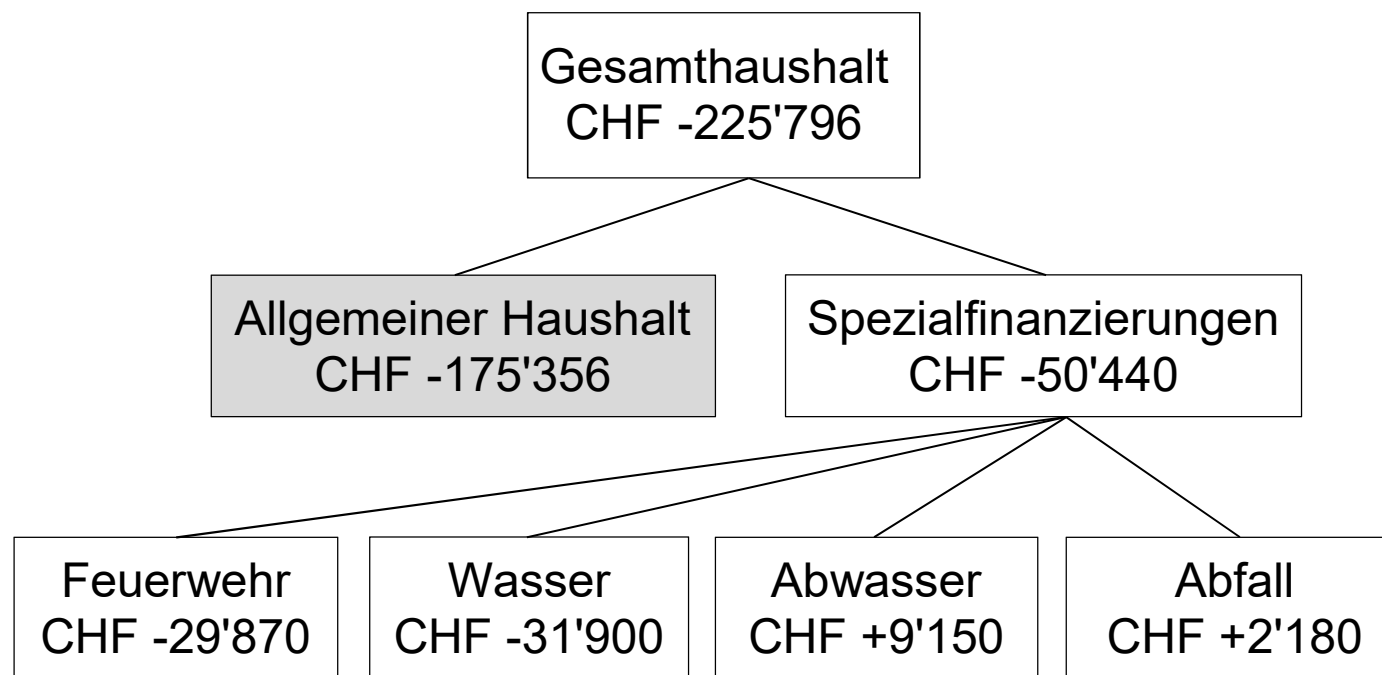 Gesamthaushalt
CHF -225'796
Allgemeiner Haushalt
CHF -175'356
Spezialfinanzierungen
CHF -50'440
Feuerwehr
CHF -29'870
Wasser
CHF -31'900
Abwasser
CHF +9'150
Abfall
CHF +2'180